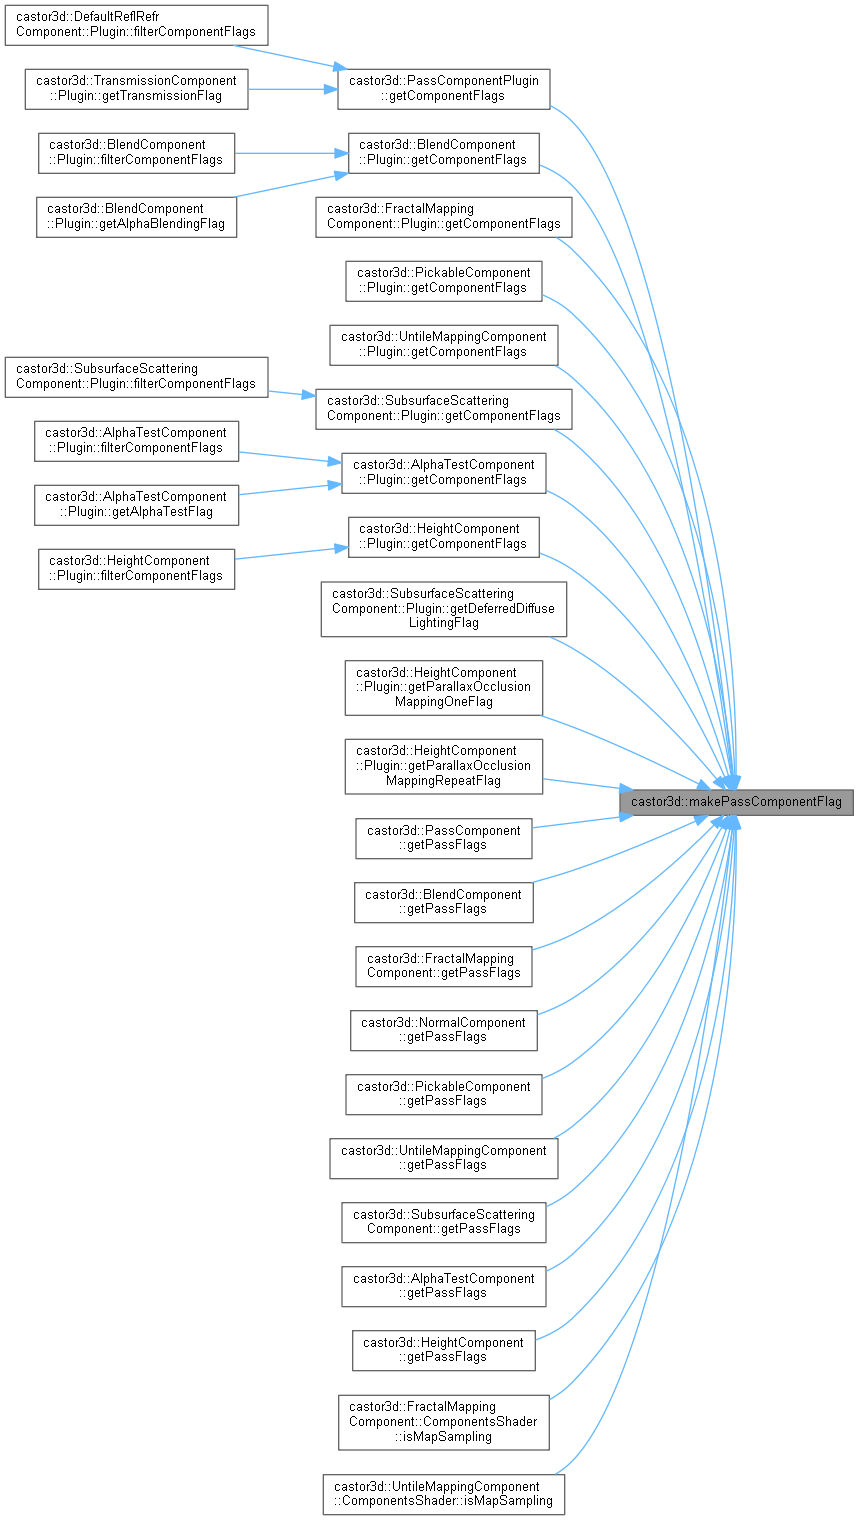 castor3d::DefaultReflRefr
Component::Plugin::filterComponentFlags
castor3d::TransmissionComponent
::Plugin::getTransmissionFlag
castor3d::PassComponentPlugin
::getComponentFlags
castor3d::BlendComponent
::Plugin::filterComponentFlags
castor3d::BlendComponent
::Plugin::getComponentFlags
castor3d::BlendComponent
::Plugin::getAlphaBlendingFlag
castor3d::FractalMapping
Component::Plugin::getComponentFlags
castor3d::PickableComponent
::Plugin::getComponentFlags
castor3d::UntileMappingComponent
::Plugin::getComponentFlags
castor3d::SubsurfaceScattering
Component::Plugin::filterComponentFlags
castor3d::SubsurfaceScattering
Component::Plugin::getComponentFlags
castor3d::AlphaTestComponent
::Plugin::filterComponentFlags
castor3d::AlphaTestComponent
::Plugin::getComponentFlags
castor3d::AlphaTestComponent
::Plugin::getAlphaTestFlag
castor3d::HeightComponent
::Plugin::getComponentFlags
castor3d::HeightComponent
::Plugin::filterComponentFlags
castor3d::SubsurfaceScattering
Component::Plugin::getDeferredDiffuse
LightingFlag
castor3d::HeightComponent
::Plugin::getParallaxOcclusion
MappingOneFlag
castor3d::HeightComponent
::Plugin::getParallaxOcclusion
MappingRepeatFlag
castor3d::makePassComponentFlag
castor3d::PassComponent
::getPassFlags
castor3d::BlendComponent
::getPassFlags
castor3d::FractalMapping
Component::getPassFlags
castor3d::NormalComponent
::getPassFlags
castor3d::PickableComponent
::getPassFlags
castor3d::UntileMappingComponent
::getPassFlags
castor3d::SubsurfaceScattering
Component::getPassFlags
castor3d::AlphaTestComponent
::getPassFlags
castor3d::HeightComponent
::getPassFlags
castor3d::FractalMapping
Component::ComponentsShader
::isMapSampling
castor3d::UntileMappingComponent
::ComponentsShader::isMapSampling